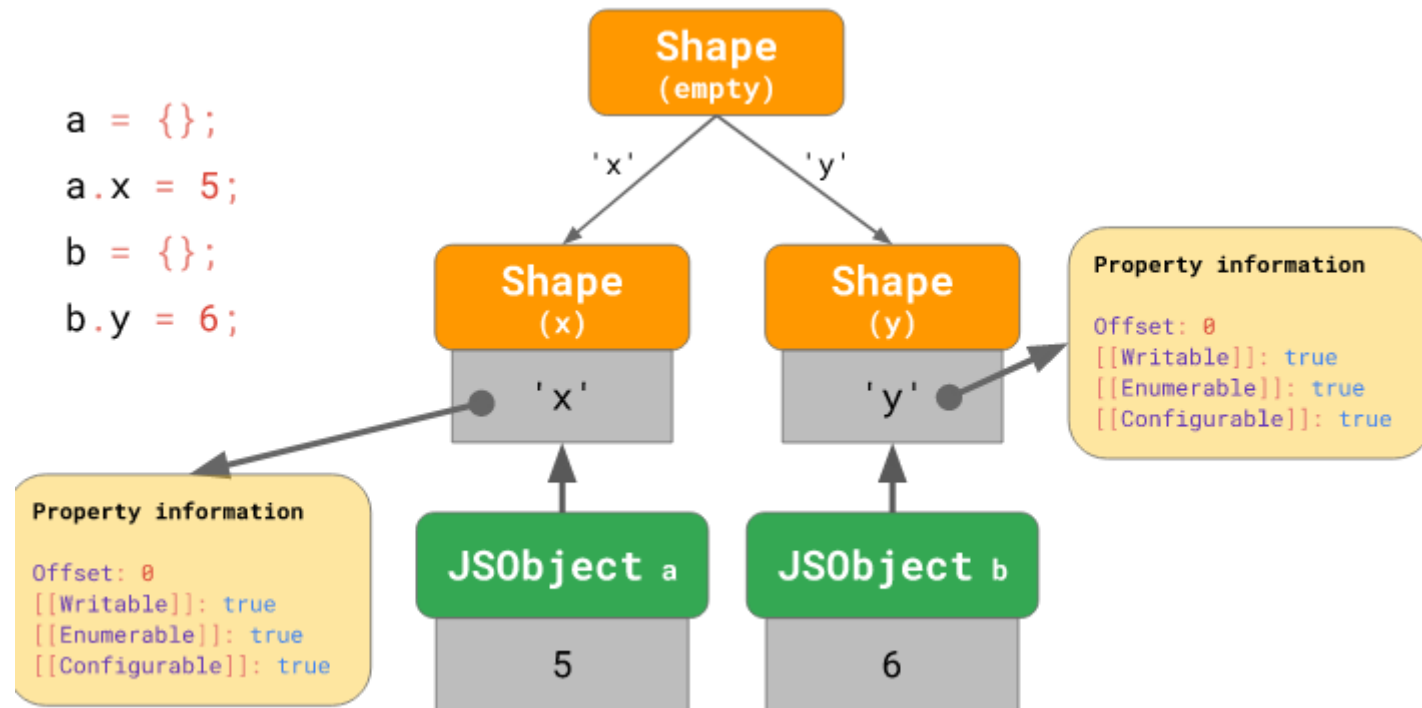 Shape
(empty)
a = {};
a.x = 5;
b = {};
b.y = 6;
'x'
'y'
Shape
(x)
'x'
Shape
(y)
'y'
Property information
Offset: 0
[[Writable]]: true
[[Enumerable]]: true
[[Configurable]]: true
Property information
Offset: 0
[[Writable]]: true
[[Enumerable]]: true
[[Configurable]]: true
JSObject a
5
JSObject b
6